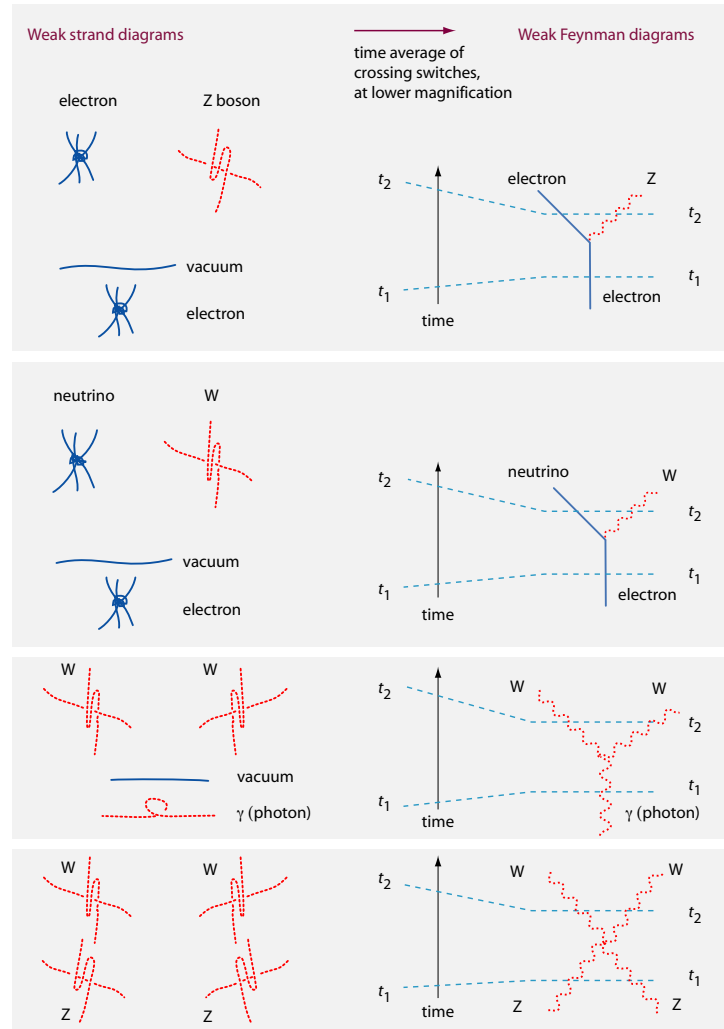 Weak strand diagrams
time average of
crossing switches,
at lower magnification
Weak Feynman diagrams
electron Z boson
t2
electron
Z
t2
vacuum
electron
t1
t1
electron
time
neutrino W
t2
neutrino
W
t2
vacuum
electron
t1
t1
electron
time
W W
t2
W
W
t2
vacuum
γ (photon)
t1
t1
γ (photon)
time
W W
t2
W W
t2
t1
t1
Z Z
time
Z Z